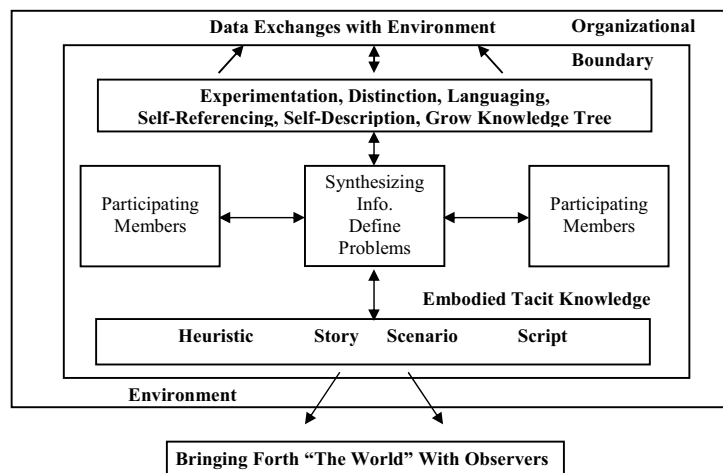 Data Exchanges with Environment Organizational
Boundary
Experimentation, Distinction, Languaging,
Self-Referencing, Self-Description, Grow Knowledge Tree
Participating
Members
Synthesizing
Info.
Define
Problems
Participating
Members
Embodied Tacit Knowledge
Heuristic Story Scenario Script
Environment
Bringing Forth “The World” With Observers